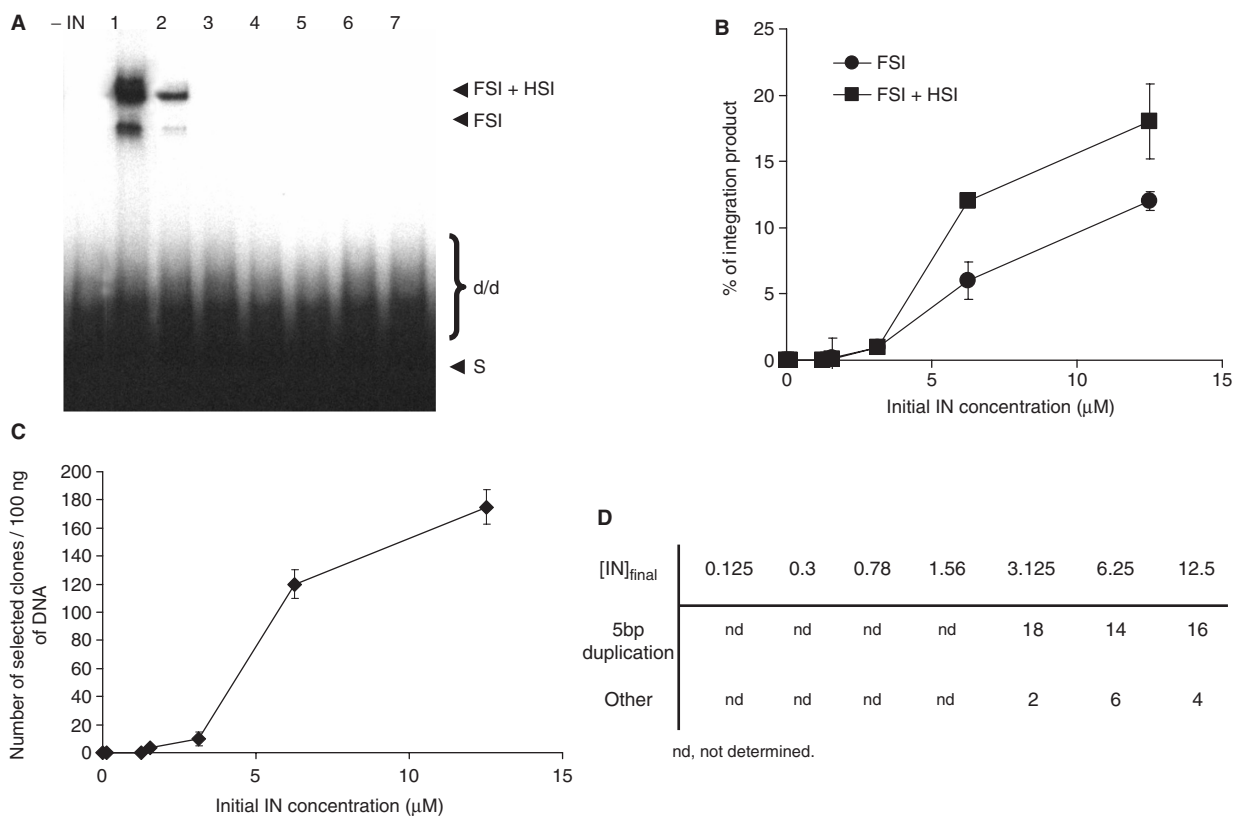 A
– IN 1 2 3 4 5 6 7
FSI + HSI
FSI
d/d
S
B
25
20
15
10
5
0
% of integration product
FSI
FSI + HSI
0 5 10 15
Initial IN concentration (μM)
C
200
180
160
140
120
100
80
60
40
20
0
Number of selected clones / 100 ng
of DNA
0 5 10 15
Initial IN concentration (μM)
D
[IN]final 0.125 0.3 0.78 1.56 3.125 6.25 12.5
5bp
duplication nd nd nd nd 18 14 16
Other nd nd nd nd 2 6 4
nd, not determined.